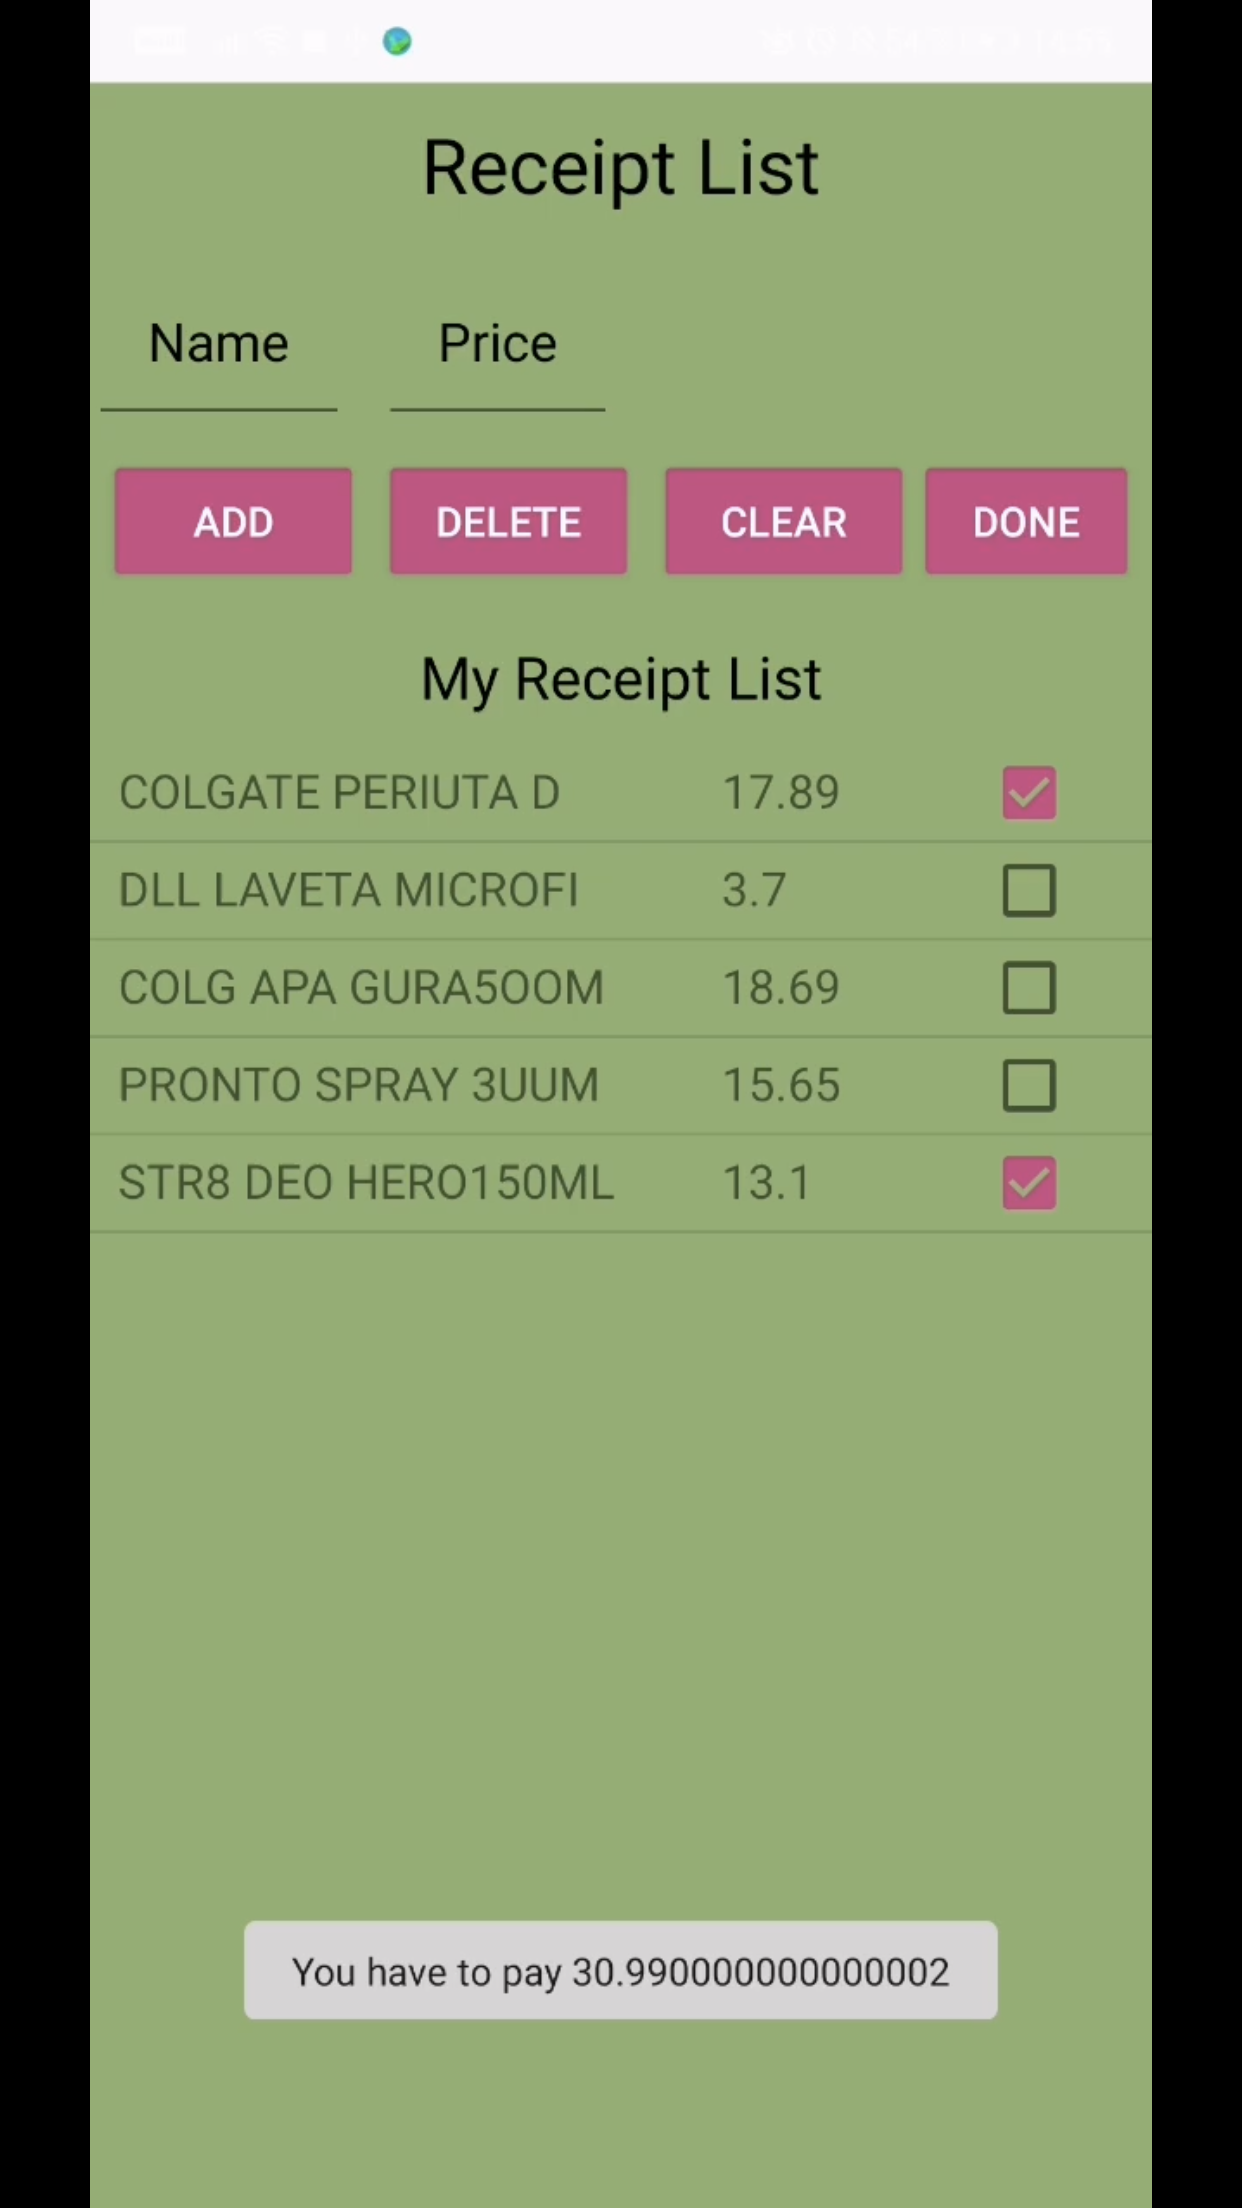 Receipt List
Name Price
ADD DELETE CLEAR DONE
My Receipt List
COLGATE PERIUTA D 17.89
DLL LAVETA MICROFI 3.7
COLG APA GURA5OOM 18.69
PRONTO SPRAY 3UUM 15.65
STR8 DEO HERO150ML 13.1
You have to pay 30.990000000000002